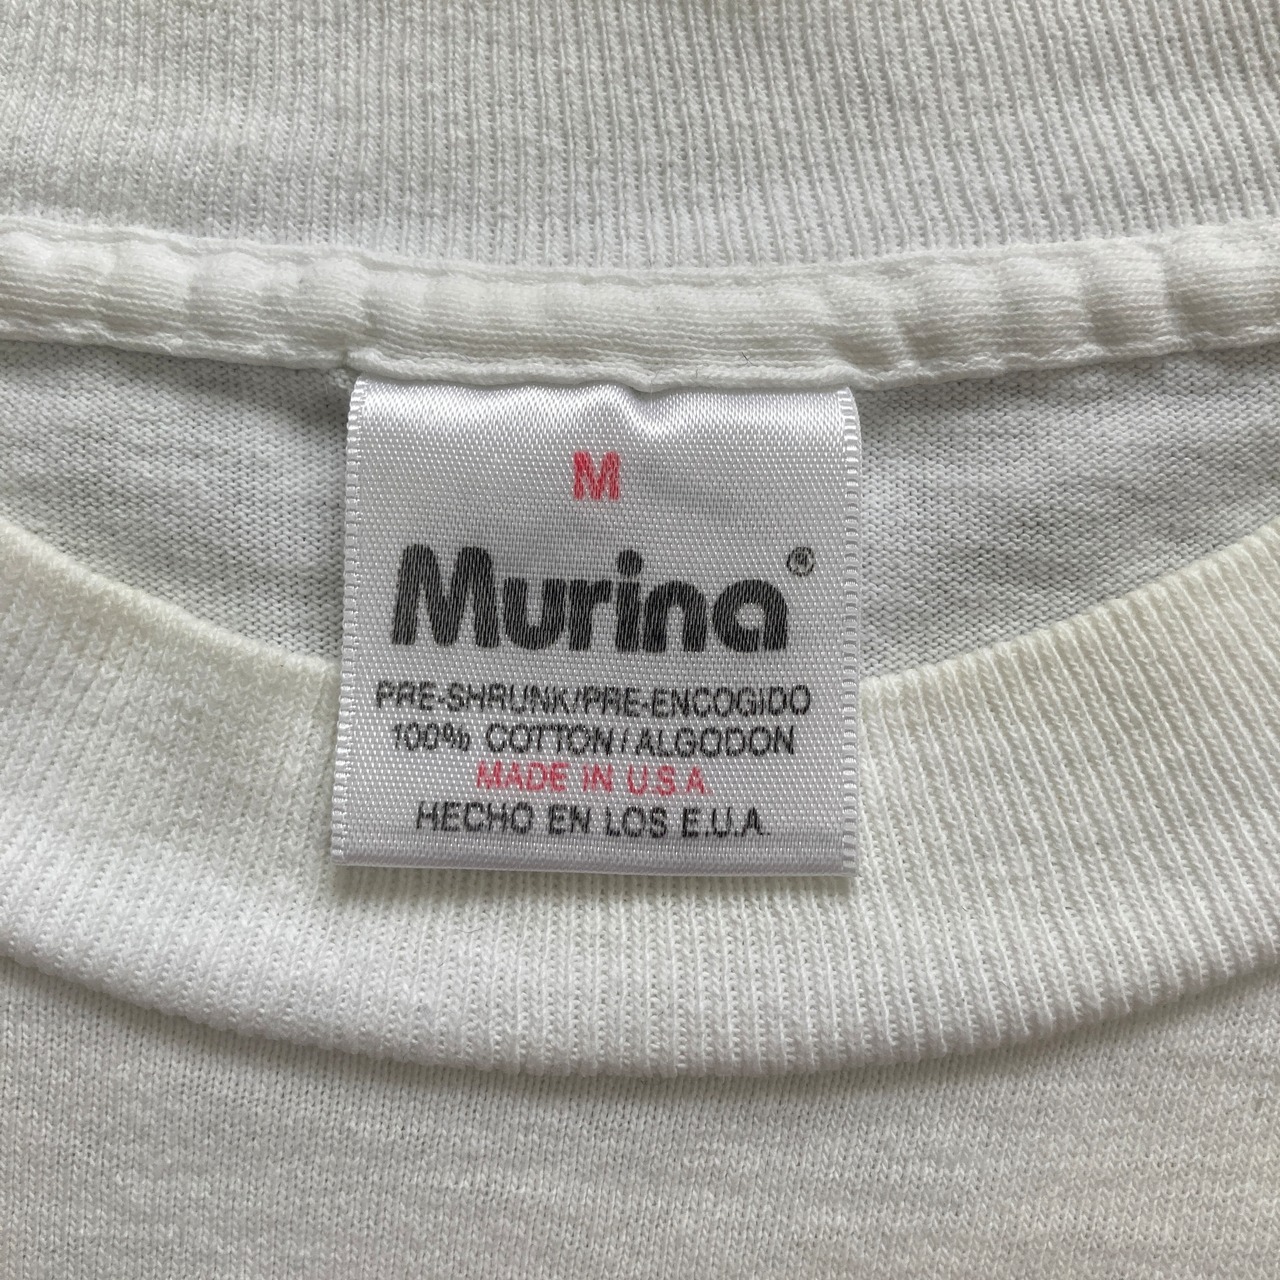 M
Murina®
PRE-SHRUNK/PRE-ENCOGIDO
100% COTTON/ALGODON
MADE IN U.S.A.
HECHO EN LOS E.U.A.